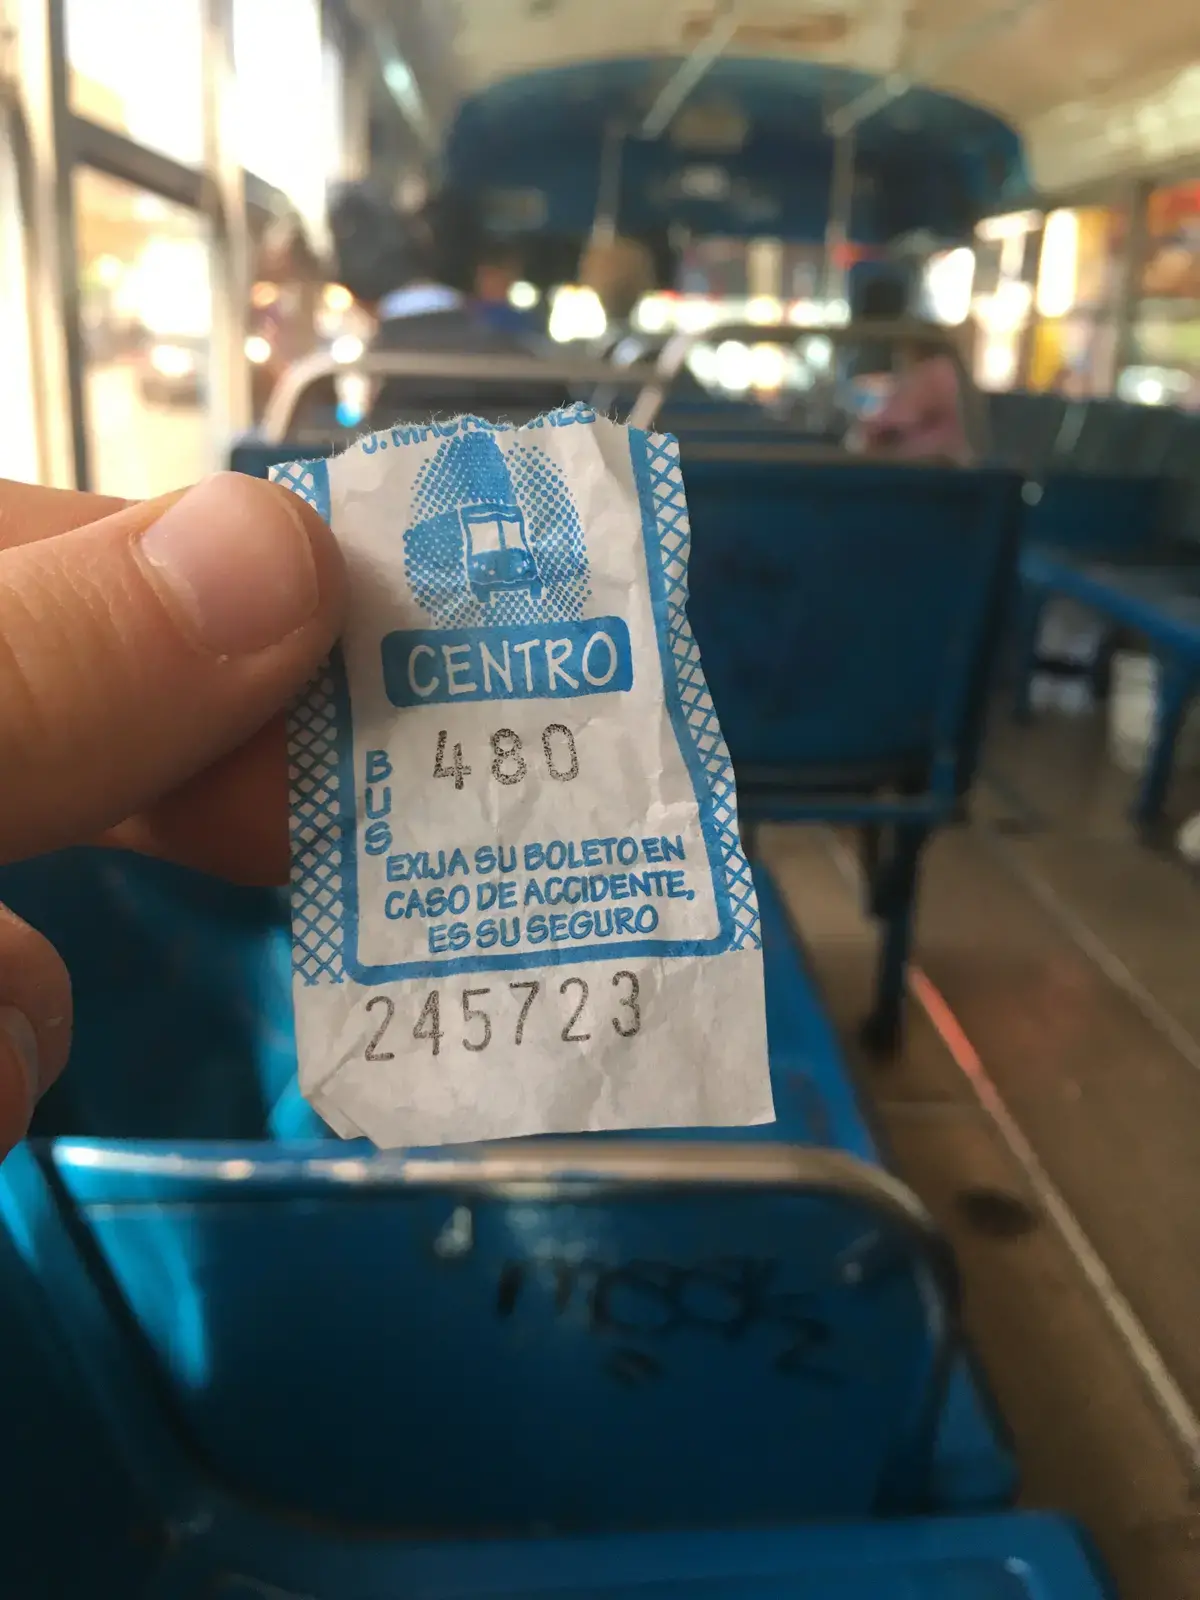 CENTRO
480
BUS
EXIJA SU BOLETO EN
CASO DE ACCIDENTE,
ES SU SEGURO
245723